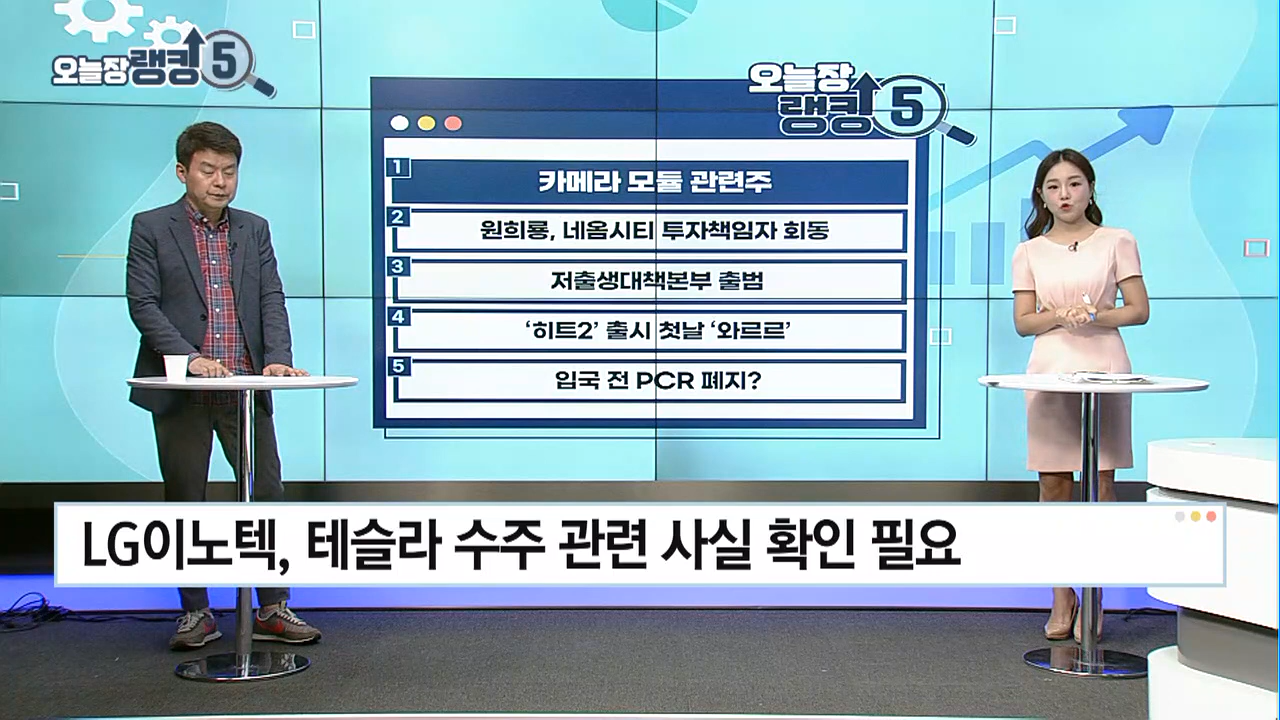 오늘장 랭킹 5
오늘장
랭킹 5
1 카메라 모듈 관련주
2 원희룡, 네옴시티 투자책임자 회동
3 저출생대책본부 출범
4 ‘히트2’ 출시 첫날 ‘와르르’
5 입국 전 PCR 폐지?
LG이노텍, 테슬라 수주 관련 사실 확인 필요